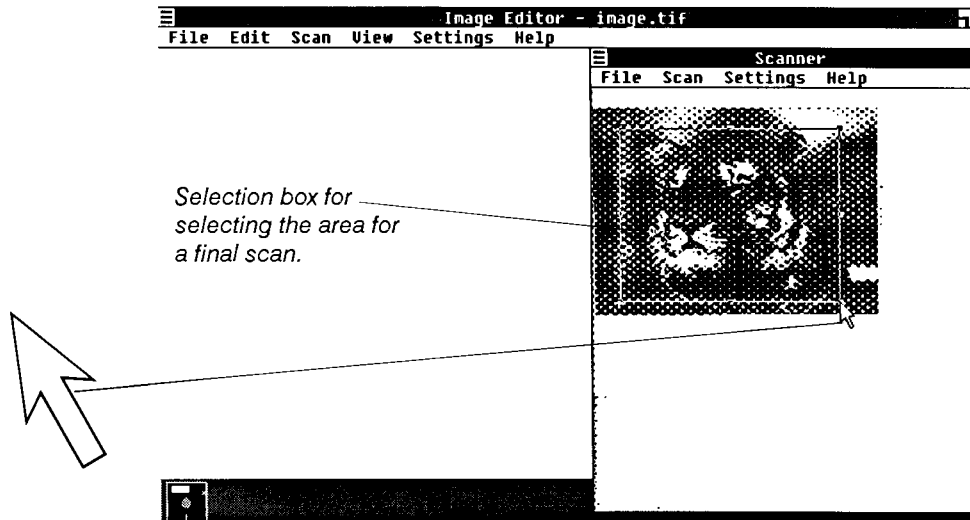 Image Editor - image.tif
File Edit Scan View Settings Help
Scanner
File Scan Settings Help
Selection box for
selecting the area for
a final scan.